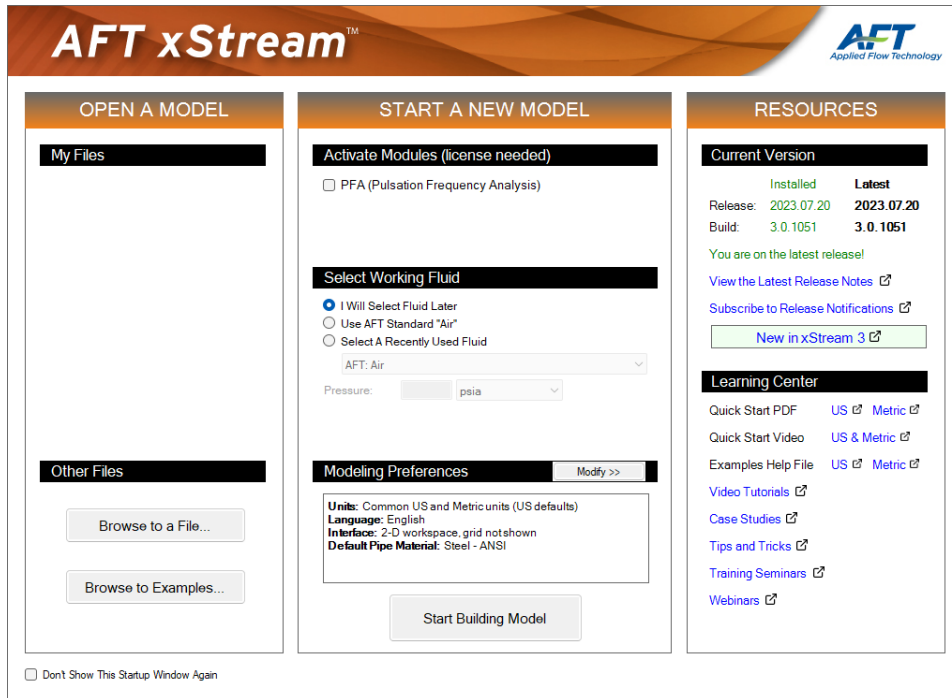 AFT xStream™
AFT
Applied Flow Technology
OPEN A MODEL
My Files
Other Files
Browse to a File...
Browse to Examples...
START A NEW MODEL
Activate Modules (license needed)
PFA (Pulsation Frequency Analysis)
Select Working Fluid
I Will Select Fluid Later
Use AFT Standard "Air"
Select A Recently Used Fluid
AFT: Air
Pressure: psia
Modeling Preferences Modify >>
Units: Common US and Metric units (US defaults)
Language: English
Interface: 2-D workspace, grid not shown
Default Pipe Material: Steel - ANSI
Start Building Model
RESOURCES
Current Version
Installed Latest
Release: 2023.07.20 2023.07.20
Build: 3.0.1051 3.0.1051
You are on the latest release!
View the Latest Release Notes
Subscribe to Release Notifications
New in xStream 3
Learning Center
Quick Start PDF US Metric
Quick Start Video US & Metric
Examples Help File US Metric
Video Tutorials
Case Studies
Tips and Tricks
Training Seminars
Webinars
Don't Show This Startup Window Again